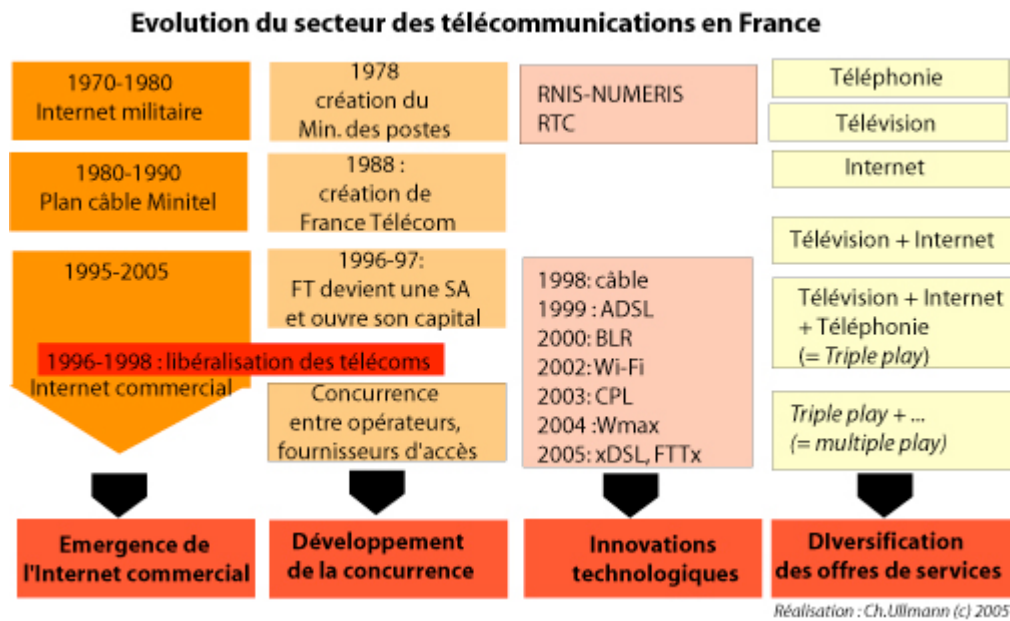 Evolution du secteur des télécommunications en France
1970-1980
Internet militaire
1980-1990
Plan câble Minitel
1995-2005
1996-1998 : libéralisation des télécoms
Internet commercial
Emergence de
l'Internet commercial
1978
création du
Min. des postes
1988 :
création de
France Télécom
1996-97:
FT devient une SA
et ouvre son capital
Concurrence
entre opérateurs,
fournisseurs d'accès
Développement
de la concurrence
RNIS-NUMERIS
RTC
1998: câble
1999 : ADSL
2000: BLR
2002: Wi-Fi
2003: CPL
2004 :Wmax
2005: xDSL, FTTx
Innovations
technologiques
Téléphonie
Télévision
Internet
Télévision + Internet
Télévision + Internet
+ Téléphonie
(= Triple play)
Triple play + ...
(= multiple play)
DIversification
des offres de services
Réalisation : Ch.Ullmann (c) 2005